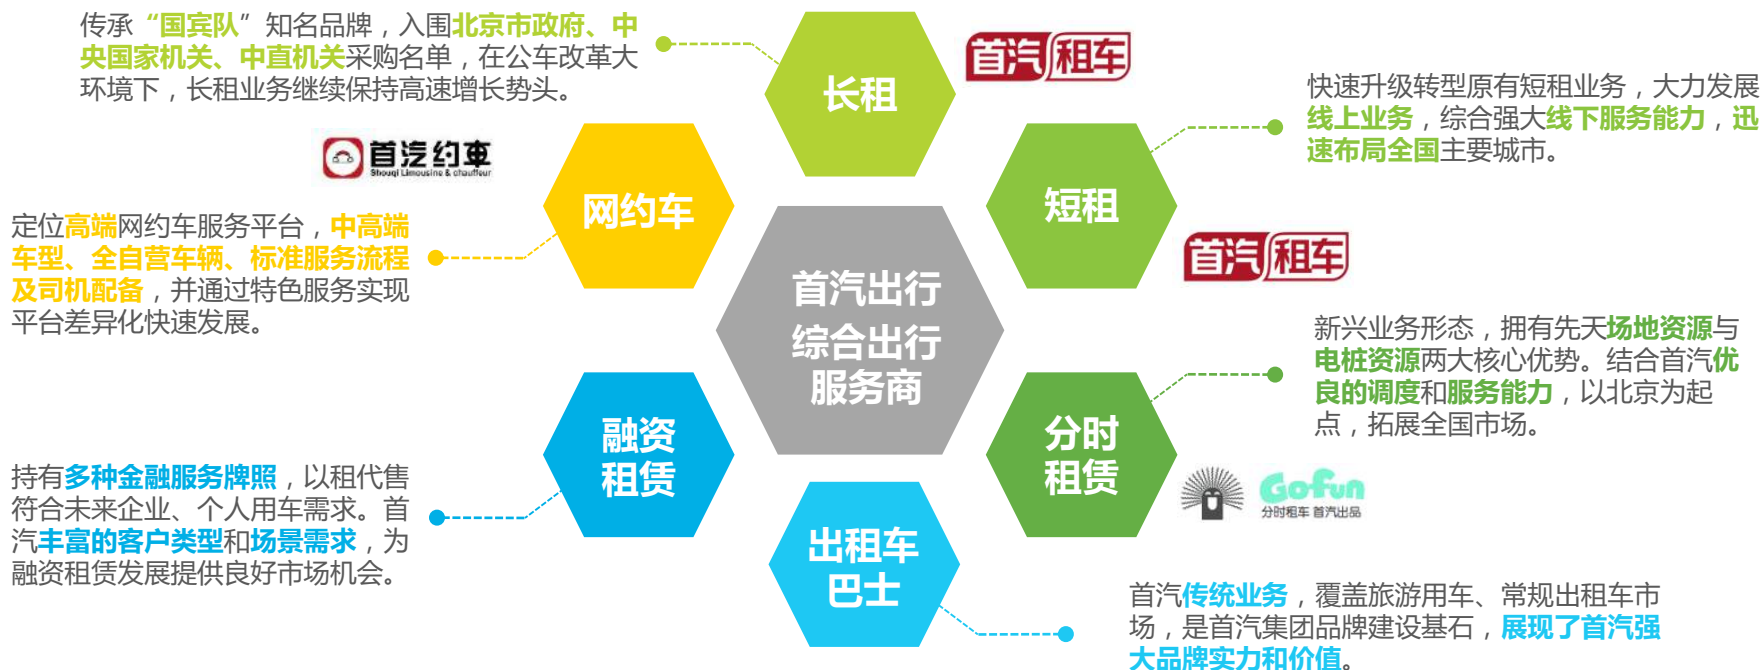 传承“国宾队”知名品牌，入围北京市政府、中
央国家机关、中直机关采购名单，在公车改革大
环境下，长租业务继续保持高速增长势头。
长租
首汽租车
快速升级转型原有短租业务，大力发展
线上业务，综合强大线下服务能力，迅
速布局全国主要城市。
首汽约車
Shouqi Limousine & chauffeur
网约车
短租
定位高端网约车服务平台，中高端
车型、全自营车辆、标准服务流程
及司机配备，并通过特色服务实现
平台差异化快速发展。
首汽租车
首汽出行
综合出行
服务商
新兴业务形态，拥有先天场地资源与
电桩资源两大核心优势。结合首汽优
良的调度和服务能力，以北京为起
点，拓展全国市场。
融资
租赁
分时
租赁
持有多种金融服务牌照，以租代售
符合未来企业、个人用车需求。首
汽丰富的客户类型和场景需求，为
融资租赁发展提供良好市场机会。
Gofun
分时租车 首汽出品
出租车
巴士
首汽传统业务，覆盖旅游用车、常规出租车市
场，是首汽集团品牌建设基石，展现了首汽强
大品牌实力和价值。